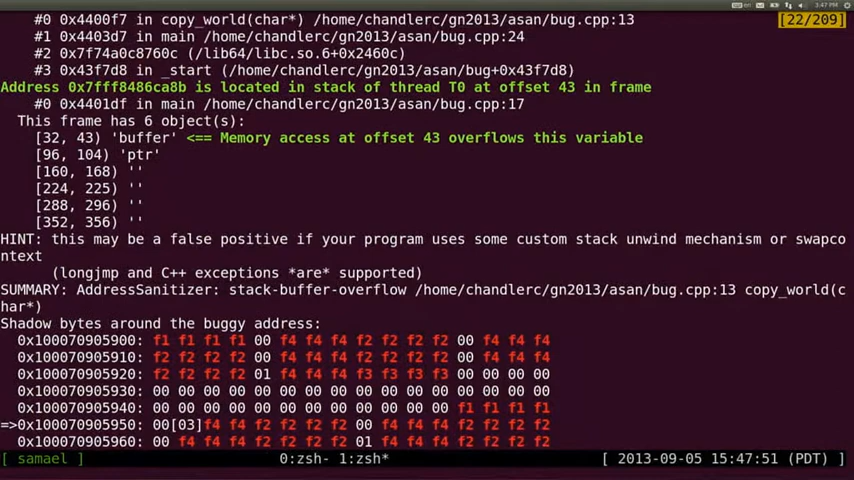 3:47 PM
#0 0x4400f7 in copy_world(char*) /home/chandlerc/gn2013/asan/bug.cpp:13 [22/209]
#1 0x4403d7 in main /home/chandlerc/gn2013/asan/bug.cpp:24
#2 0x7f74a0c8760c (/lib64/libc.so.6+0x2460c)
#3 0x43f7d8 in _start (/home/chandlerc/gn2013/asan/bug+0x43f7d8)
Address 0x7fff8486ca8b is located in stack of thread T0 at offset 43 in frame
#0 0x4401df in main /home/chandlerc/gn2013/asan/bug.cpp:17
This frame has 6 object(s):
[32, 43) 'buffer' <== Memory access at offset 43 overflows this variable
[96, 104) 'ptr'
[160, 168) ''
[224, 225) ''
[288, 296) ''
[352, 356) ''
HINT: this may be a false positive if your program uses some custom stack unwind mechanism or swapco
ntext
(longjmp and C++ exceptions *are* supported)
SUMMARY: AddressSanitizer: stack-buffer-overflow /home/chandlerc/gn2013/asan/bug.cpp:13 copy_world(c
har*)
Shadow bytes around the buggy address:
0x100070905900: f1 f1 f1 f1 00 f4 f4 f4 f2 f2 f2 f2 00 f4 f4 f4
0x100070905910: f2 f2 f2 f2 00 00 00 00 00 00 00 00 00 f4 f4 f4
0x100070905920: f2 f2 f2 f2 01 f4 f4 f4 f3 f3 f3 f3 00 00 00 00
0x100070905930: 00 00 00 00 00 00 00 00 00 00 00 00 00 00 00 00
0x100070905940: 00 00 00 00 00 00 00 00 00 00 00 00 f1 f1 f1 f1
=>0x100070905950: 00[03]f4 f4 f2 f2 f2 f2 00 f4 f4 f4 f2 f2 f2 f2
0x100070905960: 00 f4 f4 f4 f2 f2 f2 f2 01 f4 f4 f4 f2 f2 f2 f2
[ samael ] 0:zsh- 1:zsh* [ 2013-09-05 15:47:51 (PDT) ]